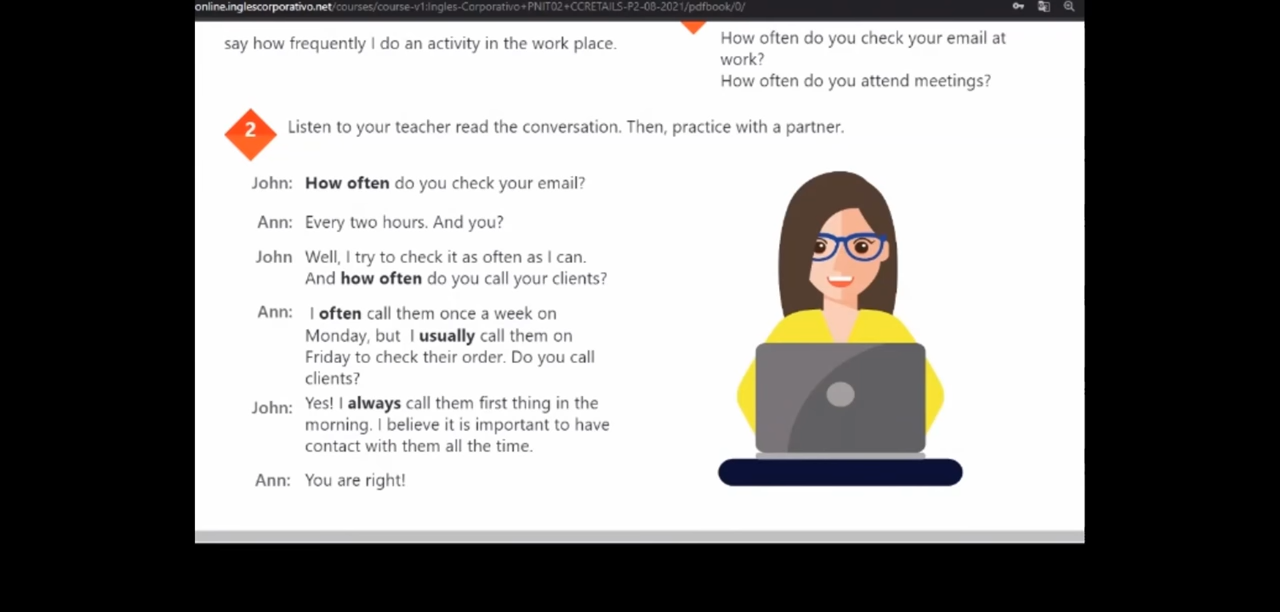 online.inglescorporativo.net/courses/course-v1:Ingles-Corporativo+PNIT02+CCRETAILS-P2-08-2021/pdfbook/0/
say how frequently I do an activity in the work place.
How often do you check your email at
work?
How often do you attend meetings?
2
Listen to your teacher read the conversation. Then, practice with a partner.
John: How often do you check your email?
Ann: Every two hours. And you?
John Well, I try to check it as often as I can.
And how often do you call your clients?
Ann: I often call them once a week on
Monday, but I usually call them on
Friday to check their order. Do you call
clients?
John: Yes! I always call them first thing in the
morning. I believe it is important to have
contact with them all the time.
Ann: You are right!